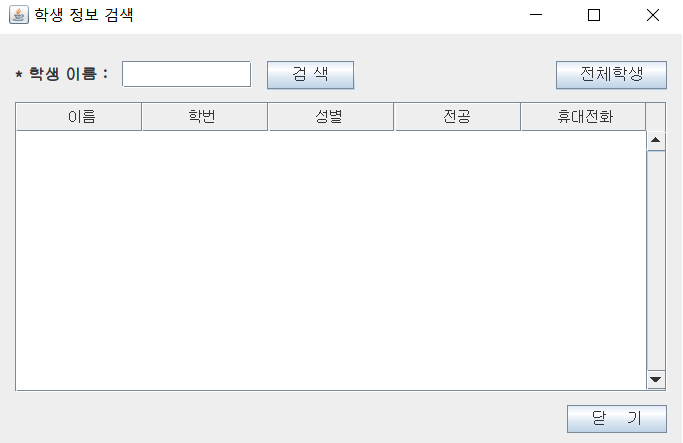 학생 정보 검색
* 학생 이름 : 검 색 전체학생
이름 학번 성별 전공 휴대전화
닫 기